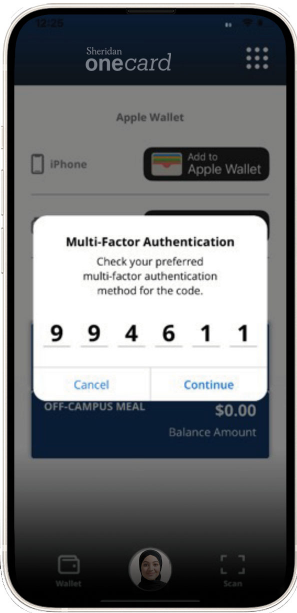 12:25
Sheridan
onecard
Apple Wallet
iPhone
Add to
Apple Wallet
Multi-Factor Authentication
Check your preferred
multi-factor authentication
method for the code.
9 9 4 6 1 1
Cancel
Continue
OFF-CAMPUS MEAL
$0.00
Balance Amount
Wallet
Scan